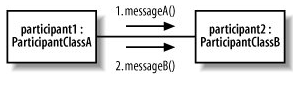 1.messageA()
participant1 :
ParticipantClassA
participant2 :
ParticipantClassB
2.messageB()